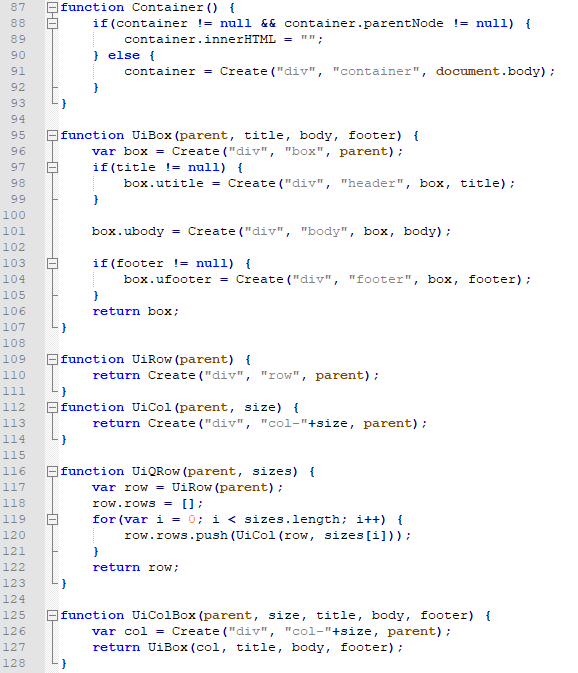 87 function Container() {
88     if(container != null && container.parentNode != null) {
89         container.innerHTML = "";
90     } else {
91         container = Create("div", "container", document.body);
92     }
93 }
94
95 function UiBox(parent, title, body, footer) {
96     var box = Create("div", "box", parent);
97     if(title != null) {
98         box.utitle = Create("div", "header", box, title);
99     }
100
101     box.ubody = Create("div", "body", box, body);
102
103     if(footer != null) {
104         box.ufooter = Create("div", "footer", box, footer);
105     }
106     return box;
107 }
108
109 function UiRow(parent) {
110     return Create("div", "row", parent);
111 }
112 function UiCol(parent, size) {
113     return Create("div", "col-"+size, parent);
114 }
115
116 function UiQRow(parent, sizes) {
117     var row = UiRow(parent);
118     row.rows = [];
119     for(var i = 0; i < sizes.length; i++) {
120         row.rows.push(UiCol(row, sizes[i]));
121     }
122     return row;
123 }
124
125 function UiColBox(parent, size, title, body, footer) {
126     var col = Create("div", "col-"+size, parent);
127     return UiBox(col, title, body, footer);
128 }